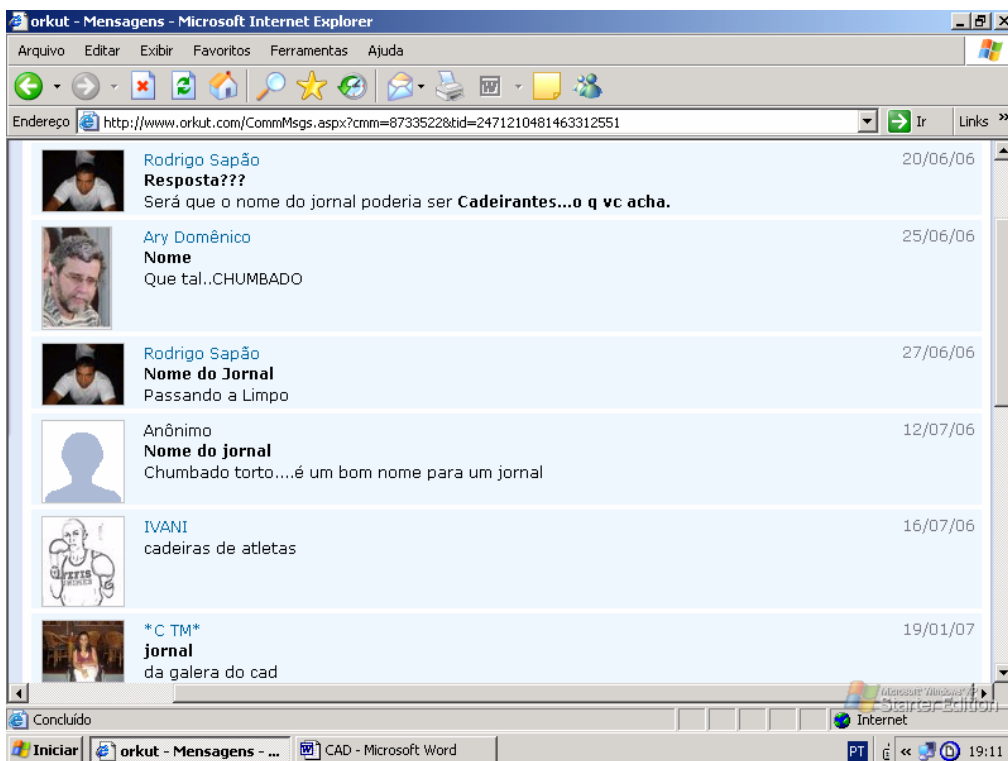 orkut - Mensagens - Microsoft Internet Explorer
Arquivo Editar Exibir Favoritos Ferramentas Ajuda
Endereço http://www.orkut.com/CommMsgs.aspx?cmm=8733522&tid=2471210481463312551 Ir Links »
Rodrigo Sapão 20/06/06
Resposta???
Será que o nome do jornal poderia ser Cadeirantes...o q vc acha.
Ary Domênico 25/06/06
Nome
Que tal..CHUMBADO
Rodrigo Sapão 27/06/06
Nome do Jornal
Passando a Limpo
Anônimo 12/07/06
Nome do jornal
Chumbado torto....é um bom nome para um jornal
IVANI 16/07/06
cadeiras de atletas
*C TM* 19/01/07
jornal
da galera do cad
Microsoft Windows XP
Starter Edition
Concluído Internet
Iniciar orkut - Mensagens - ... CAD - Microsoft Word PT « 19:11